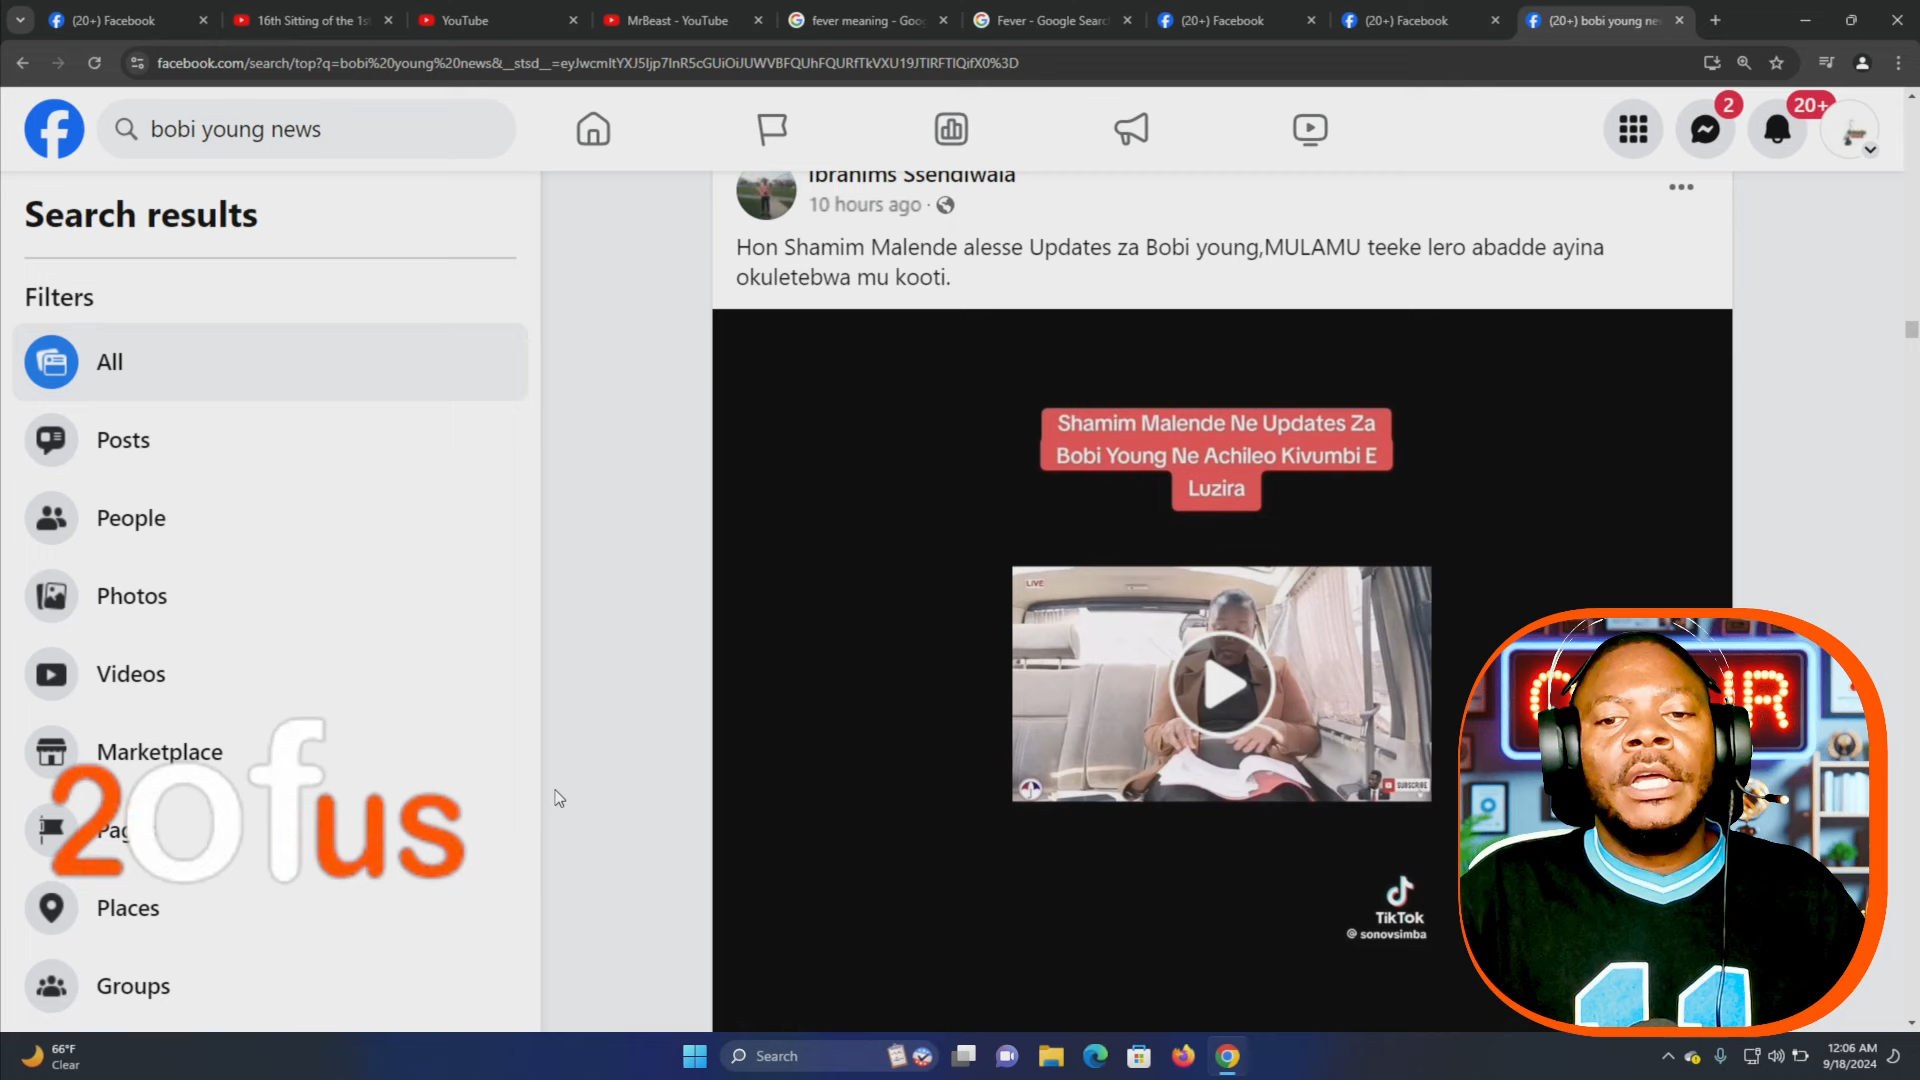 (20+) Facebook
16th Sitting of the 1s
YouTube
MrBeast - YouTube
fever meaning - Goo
Fever - Google Searc
(20+) Facebook
(20+) Facebook
(20+) bobi young ne
facebook.com/search/top?q=bobi%20young%20news&__stsd__=eyJwcmltYXJ5Ijp7InR5cGUiOiJUWVBFQUhFQURfTkVXU19JTlRFTlQifX0%3D
bobi young news
2
20+
Search results
Filters
All
Posts
People
Photos
Videos
Marketplace
Pag
Places
Groups
2ofus
Ibrahims Ssendiwala
10 hours ago ·
Hon Shamim Malende alesse Updates za Bobi young,MULAMU teeke lero abadde ayina
okuletebwa mu kooti.
Shamim Malende Ne Updates Za
Bobi Young Ne Achileo Kivumbi E
Luzira
LIVE
SUBSCRIBE
TikTok
@ sonovsimba
11
66°F
Clear
Search
12:06 AM
9/18/2024